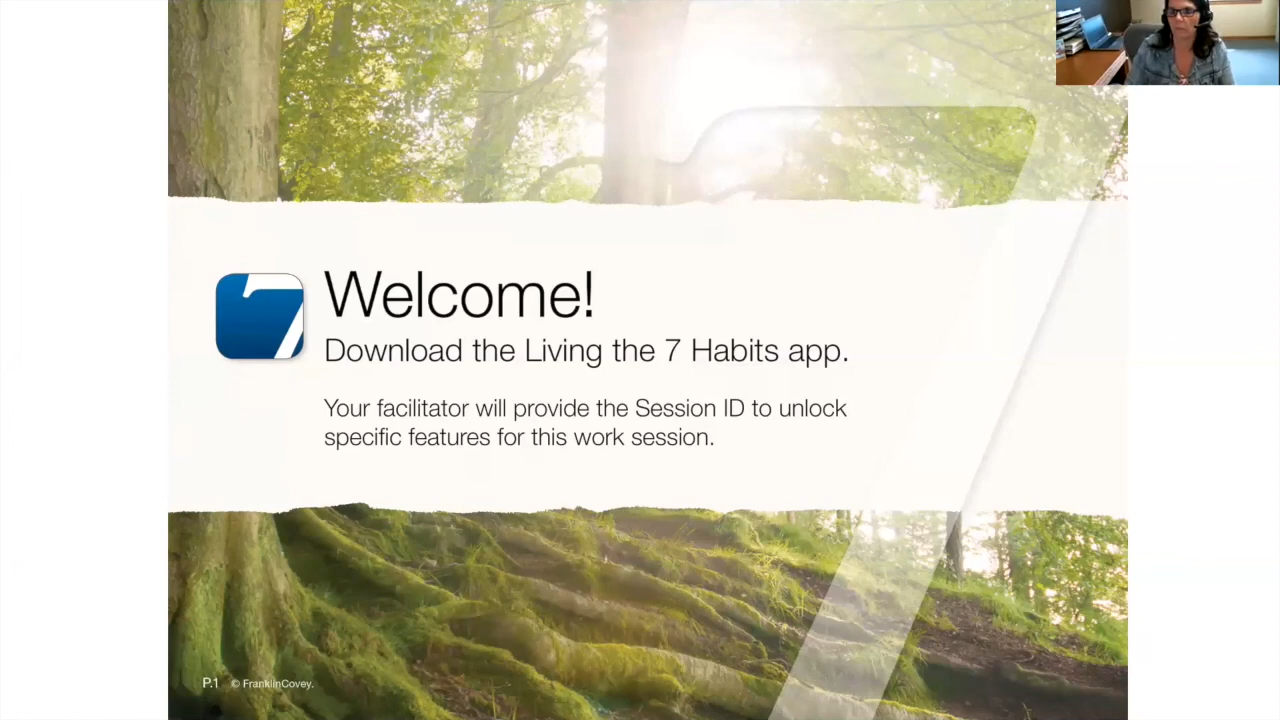 7
Welcome!
Download the Living the 7 Habits app.
Your facilitator will provide the Session ID to unlock
specific features for this work session.
P.1 © FranklinCovey.